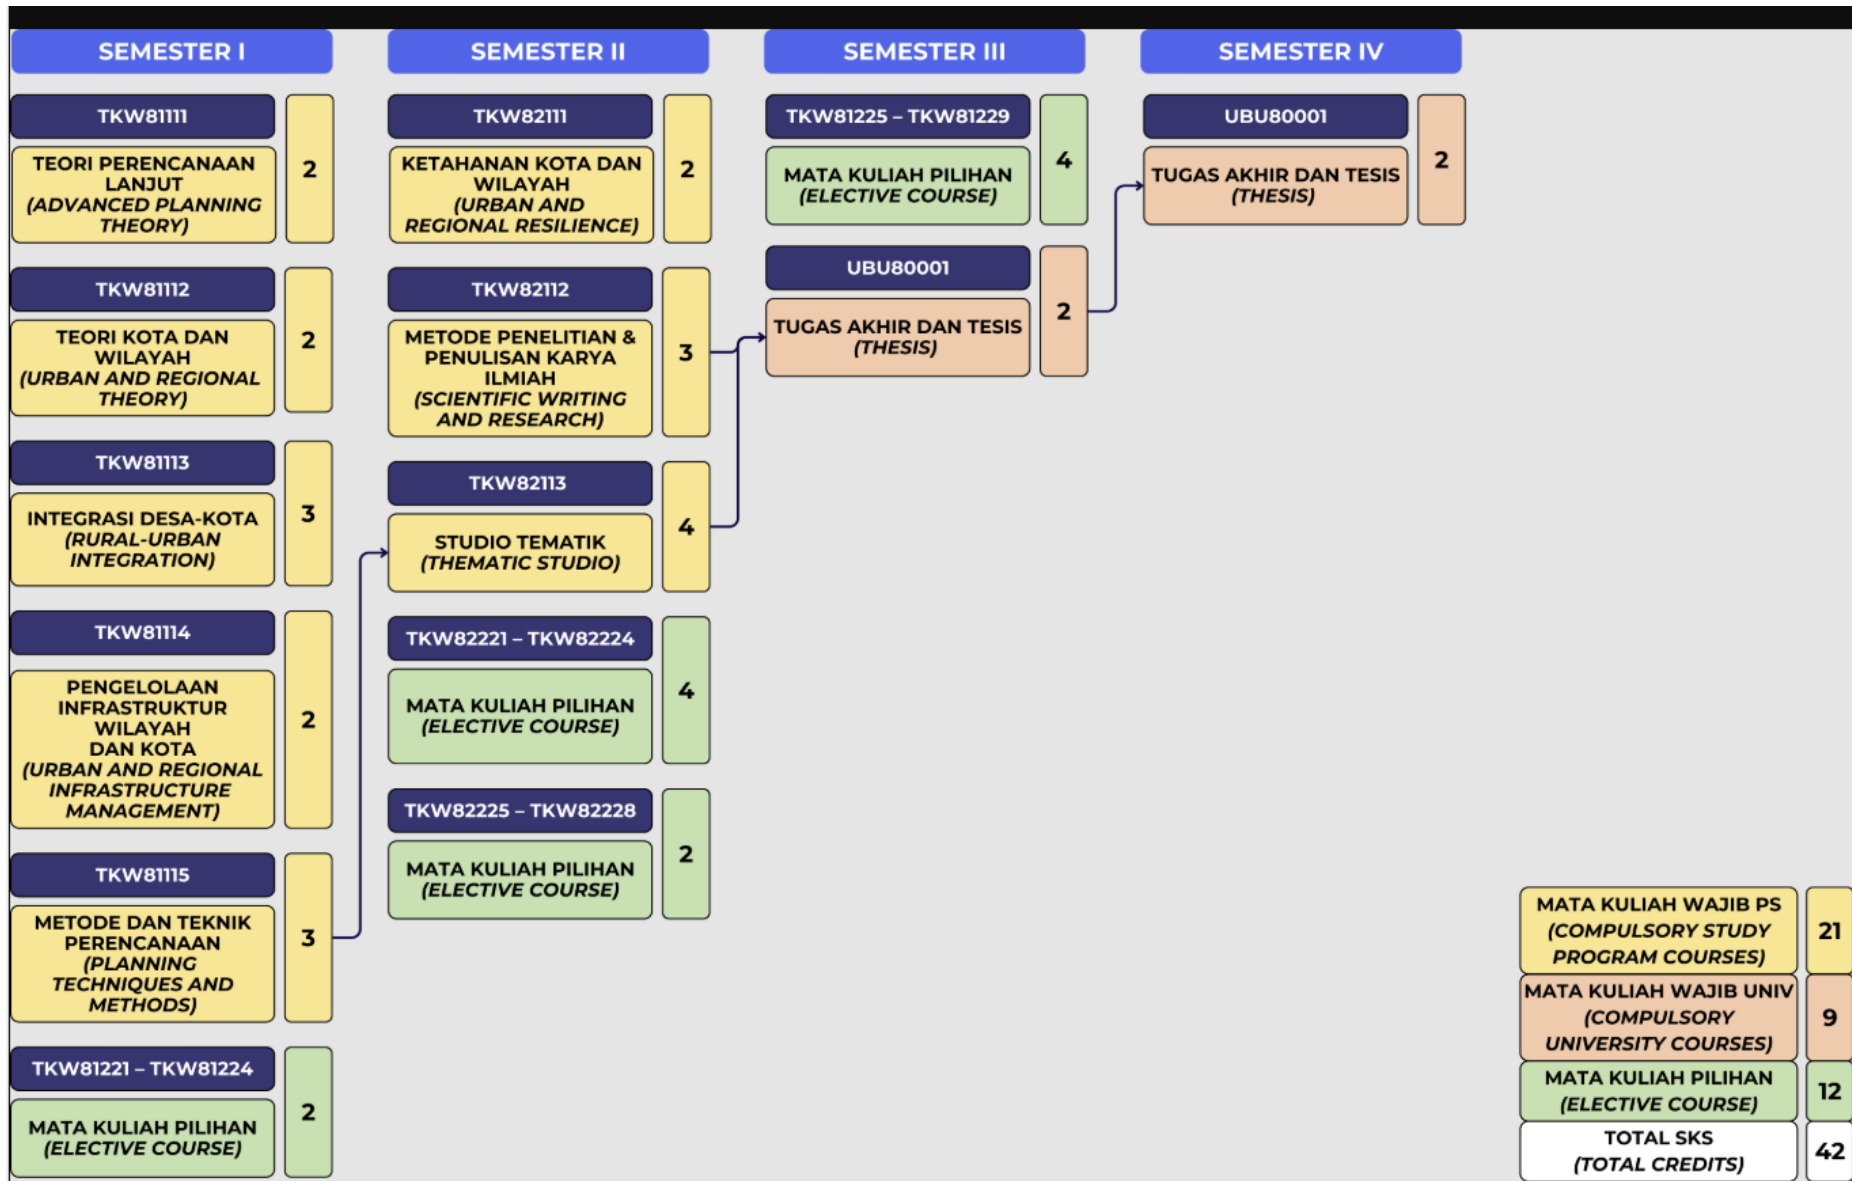 SEMESTER I
TKW81111
TEORI PERENCANAAN
LANJUT
(ADVANCED PLANNING
THEORY)
2
TKW81112
TEORI KOTA DAN
WILAYAH
(URBAN AND REGIONAL
THEORY)
2
TKW81113
INTEGRASI DESA-KOTA
(RURAL-URBAN
INTEGRATION)
3
TKW81114
PENGELOLAAN
INFRASTRUKTUR
WILAYAH
DAN KOTA
(URBAN AND REGIONAL
INFRASTRUCTURE
MANAGEMENT)
2
TKW81115
METODE DAN TEKNIK
PERENCANAAN
(PLANNING
TECHNIQUES AND
METHODS)
3
TKW81221 – TKW81224
MATA KULIAH PILIHAN
(ELECTIVE COURSE)
2
SEMESTER II
TKW82111
KETAHANAN KOTA DAN
WILAYAH
(URBAN AND
REGIONAL RESILIENCE)
2
TKW82112
METODE PENELITIAN &
PENULISAN KARYA
ILMIAH
(SCIENTIFIC WRITING
AND RESEARCH)
3
TKW82113
STUDIO TEMATIK
(THEMATIC STUDIO)
4
TKW82221 – TKW82224
MATA KULIAH PILIHAN
(ELECTIVE COURSE)
4
TKW82225 – TKW82228
MATA KULIAH PILIHAN
(ELECTIVE COURSE)
2
SEMESTER III
TKW81225 – TKW81229
MATA KULIAH PILIHAN
(ELECTIVE COURSE)
4
UBU80001
TUGAS AKHIR DAN TESIS
(THESIS)
2
SEMESTER IV
UBU80001
TUGAS AKHIR DAN TESIS
(THESIS)
2
MATA KULIAH WAJIB PS
(COMPULSORY STUDY
PROGRAM COURSES)
21
MATA KULIAH WAJIB UNIV
(COMPULSORY
UNIVERSITY COURSES)
9
MATA KULIAH PILIHAN
(ELECTIVE COURSE)
12
TOTAL SKS
(TOTAL CREDITS)
42